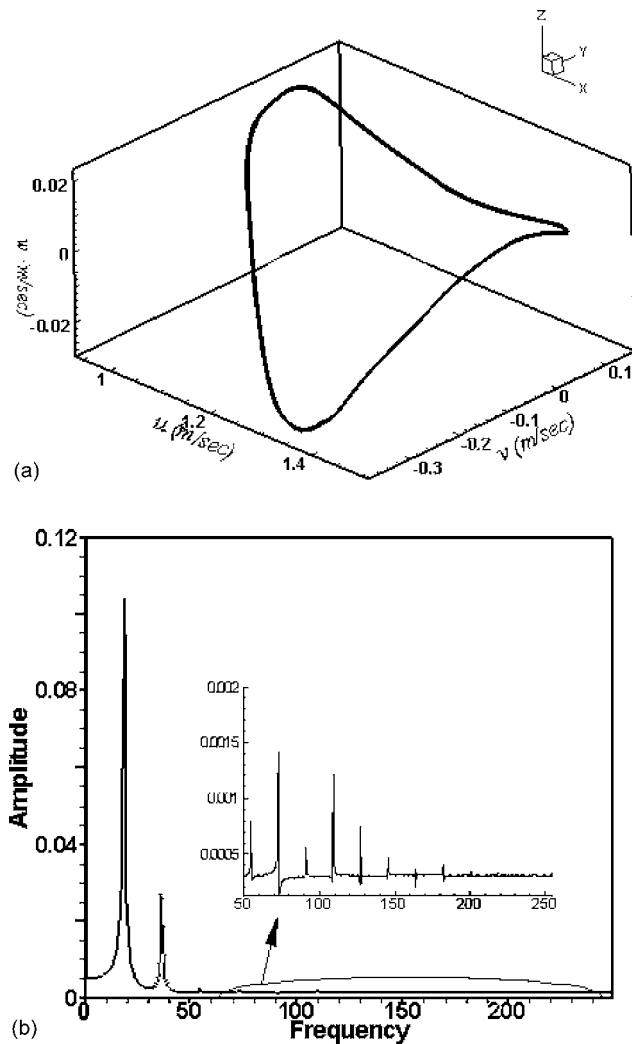 Z
Y
X
0.02
0
-0.02
w (m/sec)
1
1.2
1.4
u (m/sec)
-0.3
-0.2
-0.1
0
0.1
v (m/sec)
(a)
0.12
0.08
0.04
0
Amplitude
0.002
0.0015
0.001
0.0005
50 100 150 200 250
0 50 100 150 200
Frequency
(b)